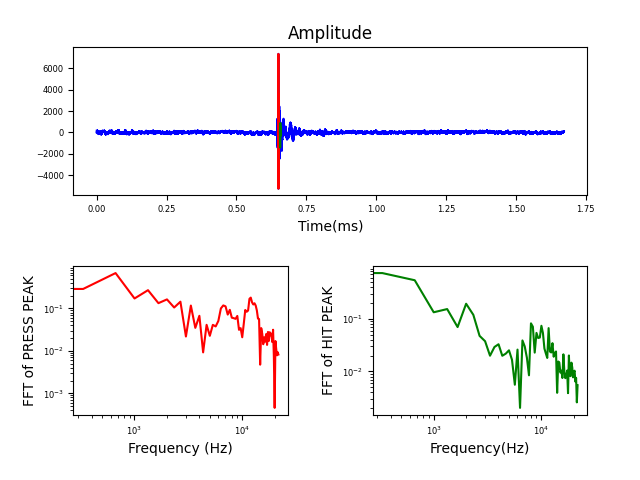 Amplitude
6000
4000
2000
0
−2000
−4000
0.00 0.25 0.50 0.75 1.00 1.25 1.50 1.75
Time(ms)
FFT of PRESS PEAK
10⁻¹
10⁻²
10⁻³
10³ 10⁴
Frequency (Hz)
FFT of HIT PEAK
10⁻¹
10⁻²
10³ 10⁴
Frequency(Hz)